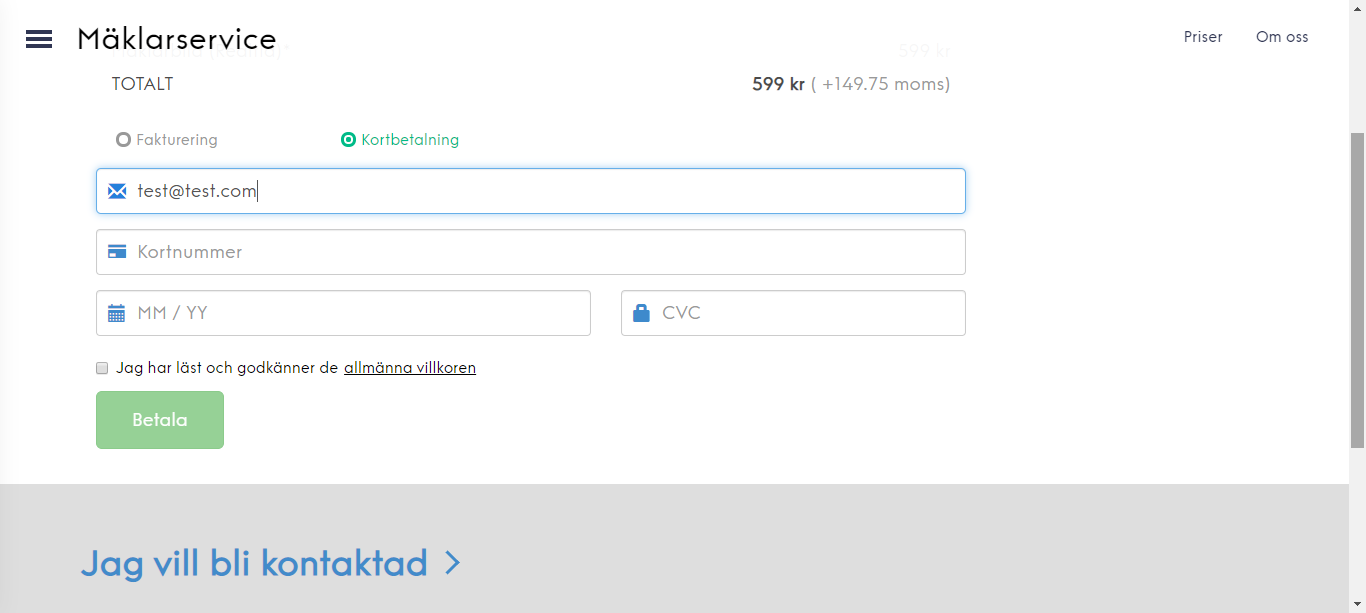 Mäklarservice
Priser
Om oss
599 kr
TOTALT
599 kr ( +149.75 moms)
Fakturering
Kortbetalning
test@test.com
Kortnummer
MM / YY
CVC
Jag har läst och godkänner de allmänna villkoren
Betala
Jag vill bli kontaktad